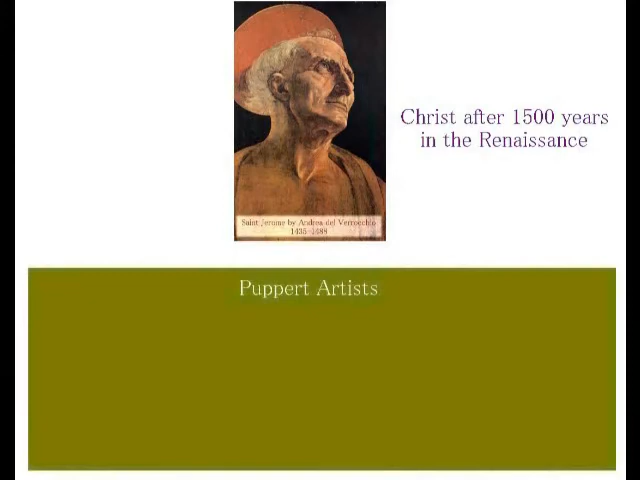 Christ after 1500 years
in the Renaissance
Saint Jerome by Andrea del Verrocchio
1435-1488
Puppert Artists